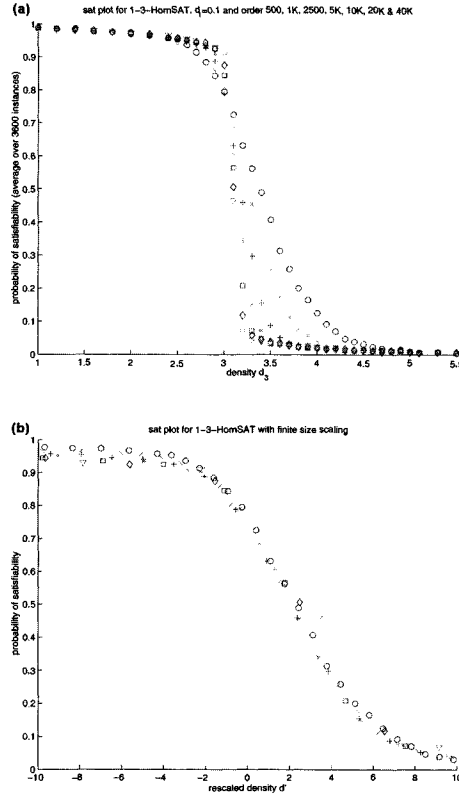 (a)
sat plot for 1-3-HornSAT, d₁=0.1 and order 500, 1K, 2500, 5K, 10K, 20K & 40K
probability of satisfiability (average over 3600 instances)
1
0.9
0.8
0.7
0.6
0.5
0.4
0.3
0.2
0.1
0
1 1.5 2 2.5 3 3.5 4 4.5 5 5.5
density d₃
(b)
sat plot for 1-3-HornSAT with finite size scaling
probability of satisfiability
1
0.9
0.8
0.7
0.6
0.5
0.4
0.3
0.2
0.1
0
-10 -8 -6 -4 -2 0 2 4 6 8 10
rescaled density d'